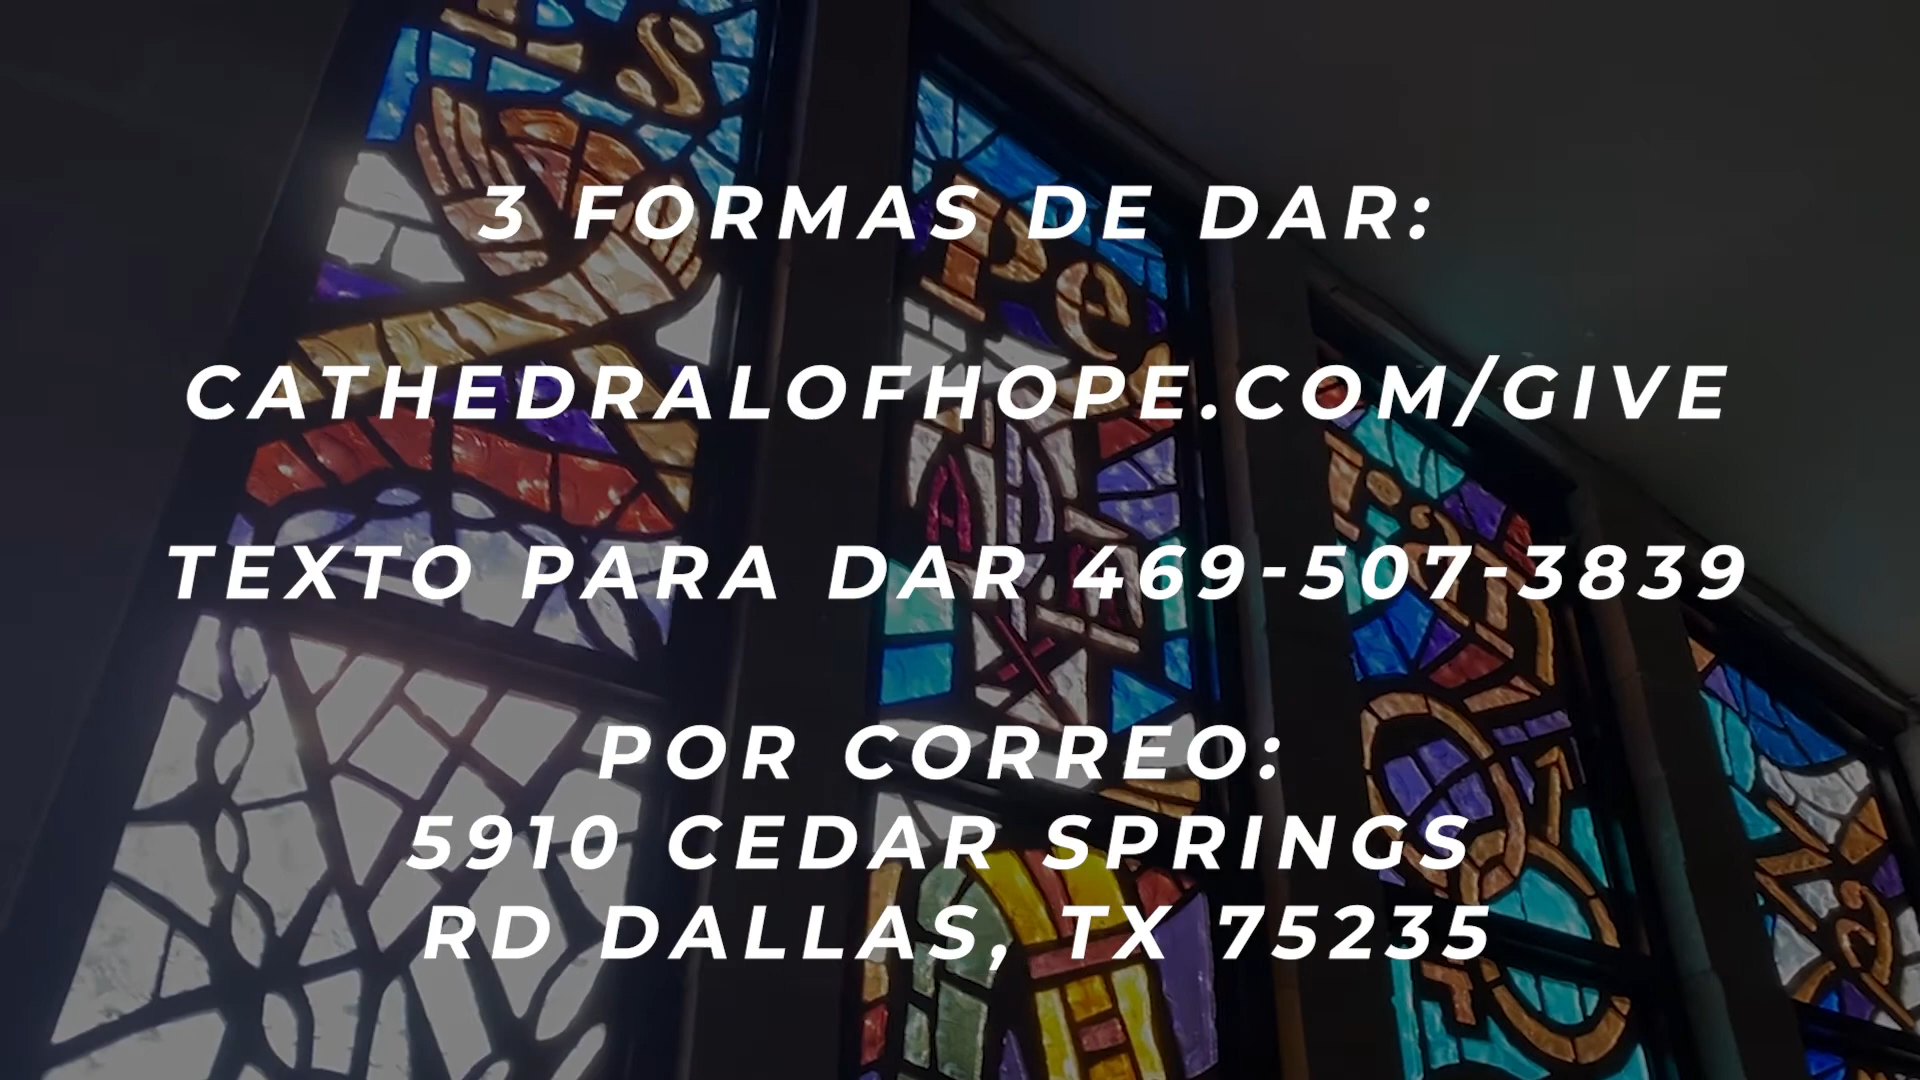 3 FORMAS DE DAR:
CATHEDRALOFHOPE.COM/GIVE
TEXTO PARA DAR 469-507-3839
POR CORREO:
5910 CEDAR SPRINGS
RD DALLAS, TX 75235